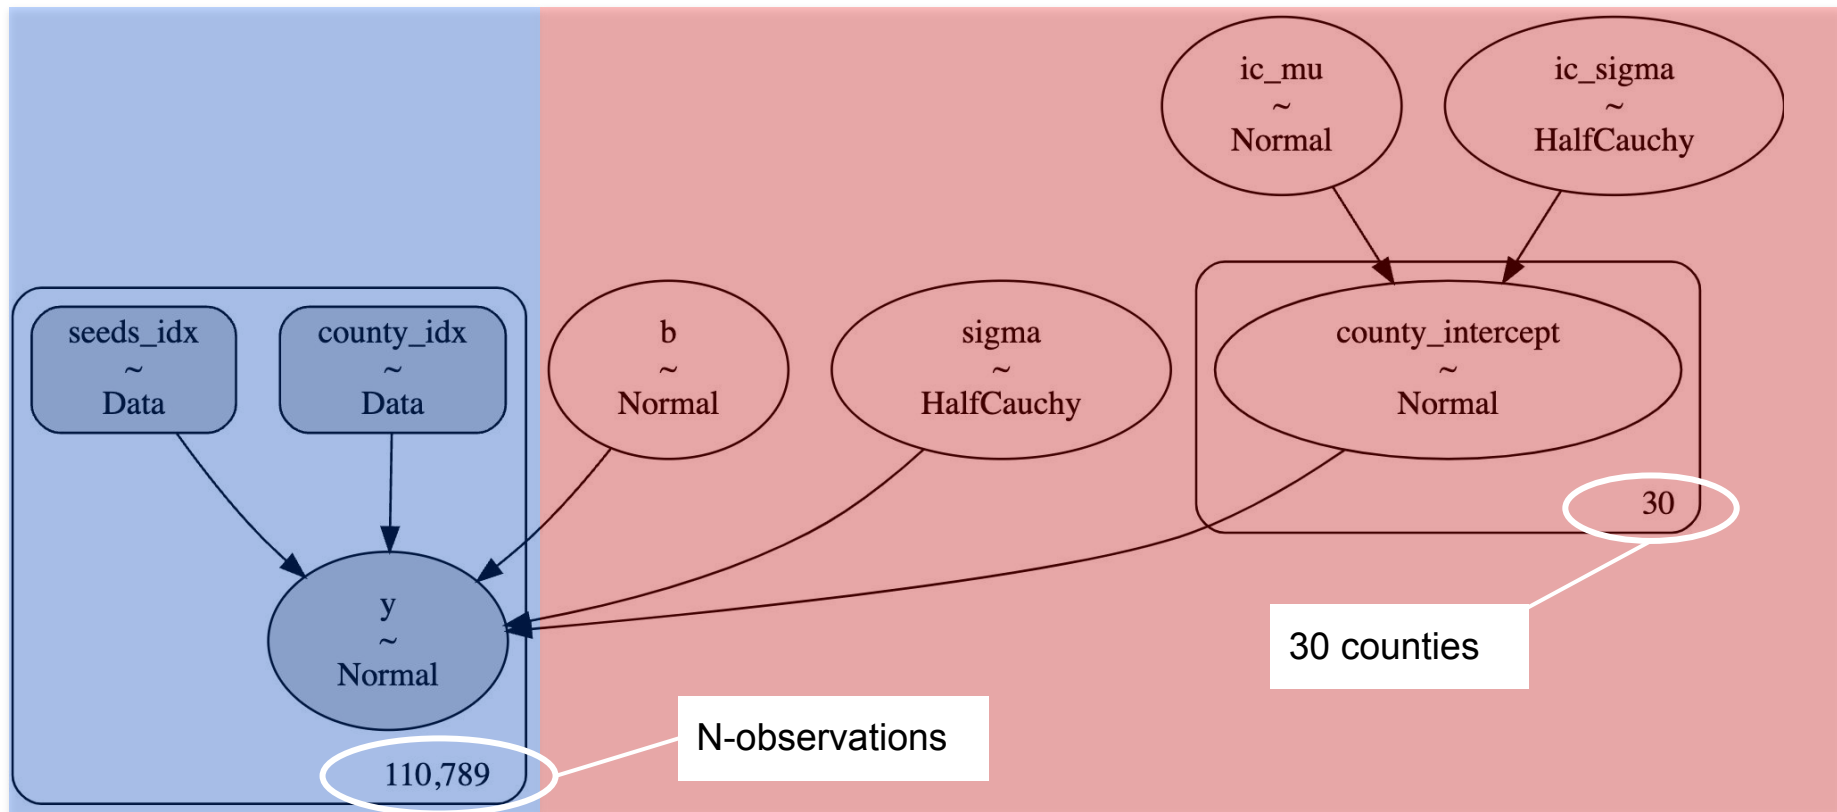 ic_mu
~
Normal
ic_sigma
~
HalfCauchy
seeds_idx
~
Data
county_idx
~
Data
b
~
Normal
sigma
~
HalfCauchy
county_intercept
~
Normal
30
y
~
Normal
30 counties
N-observations
110,789